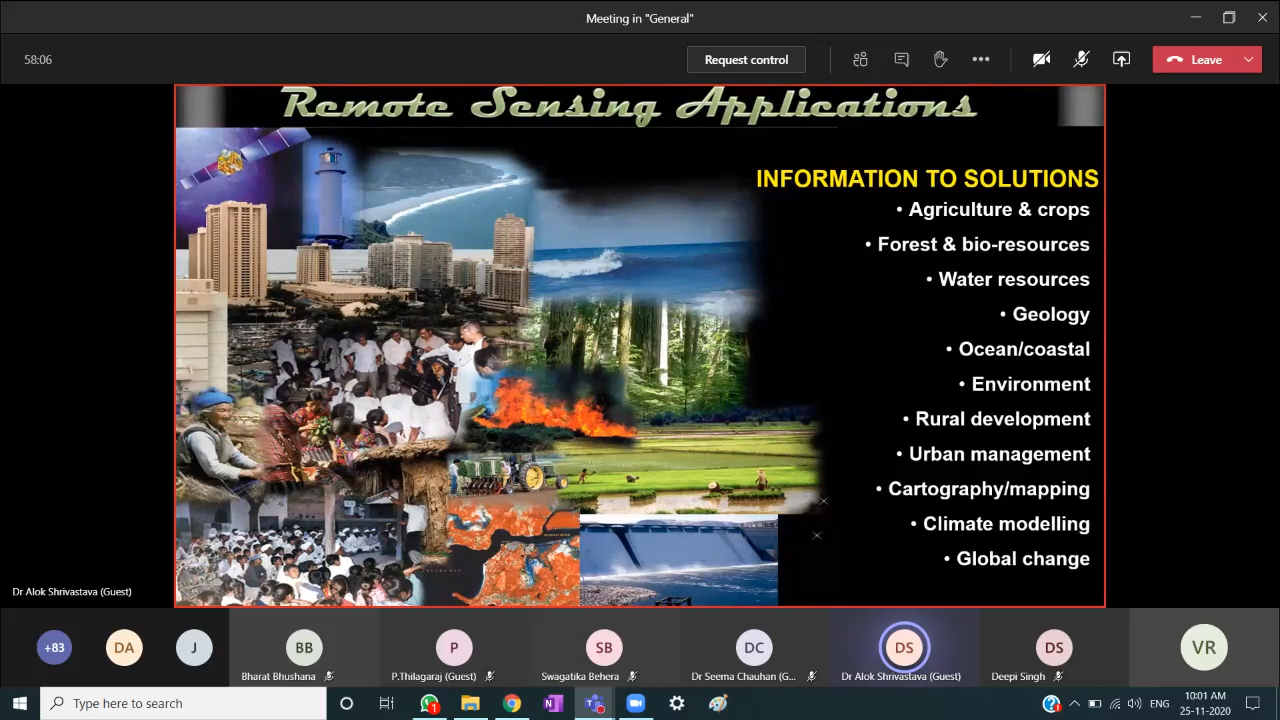 Meeting in "General"
58:06
Request control
Leave
Remote Sensing Applications
INFORMATION TO SOLUTIONS
• Agriculture & crops
• Forest & bio-resources
• Water resources
• Geology
• Ocean/coastal
• Environment
• Rural development
• Urban management
• Cartography/mapping
• Climate modelling
• Global change
Dr Alok Shrivastava (Guest)
+83
DA
J
BB
P
SB
DC
DS
DS
VR
Bharat Bhushana
P.Thilagaraj (Guest)
Swagatika Behera
Dr Seema Chauhan (G...
Dr Alok Shrivastava (Guest)
Deepi Singh
Type here to search
1
N
ENG
10:01 AM
25-11-2020